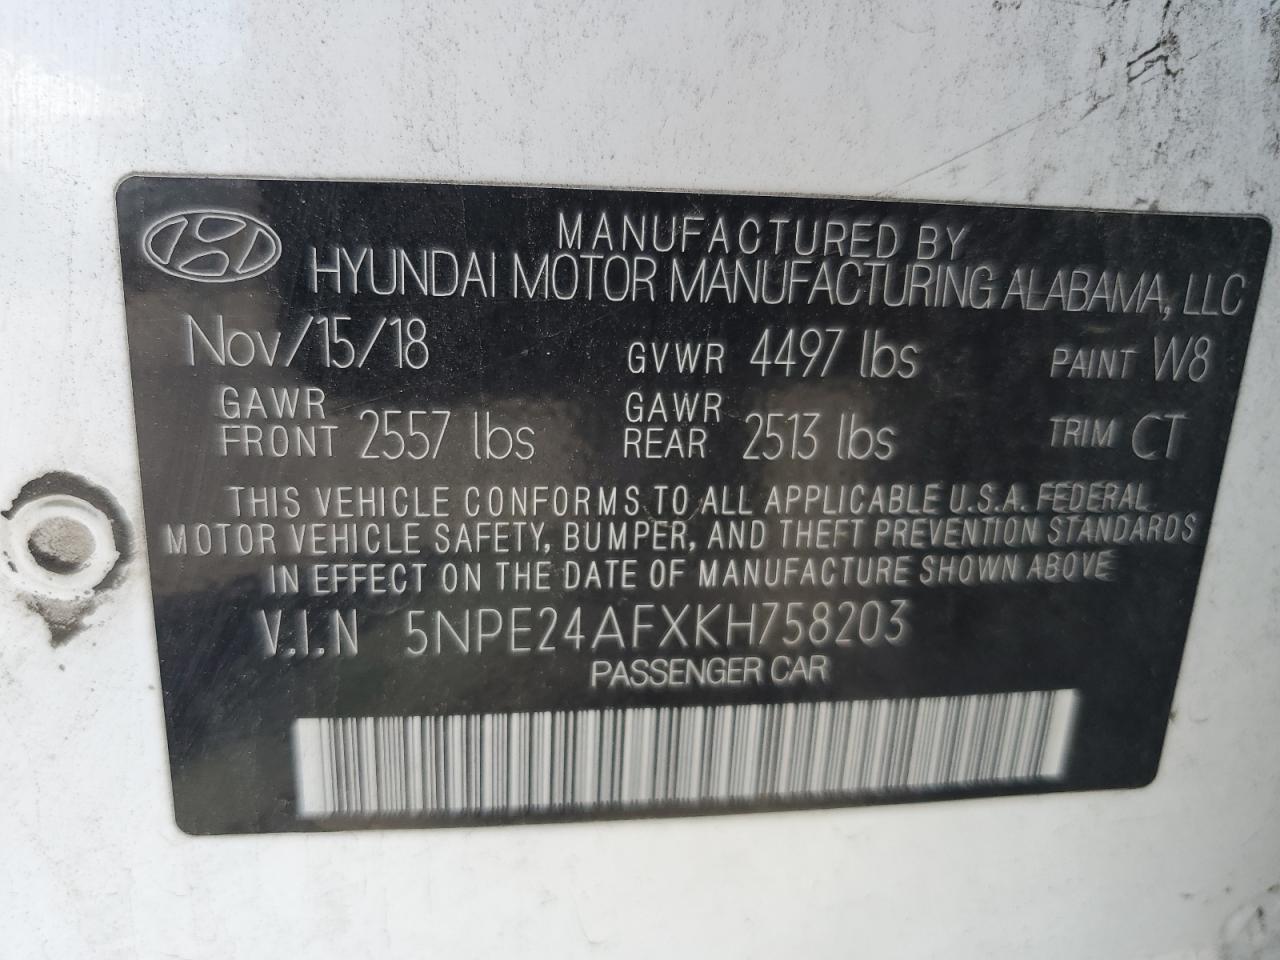 MANUFACTURED BY
HYUNDAI MOTOR MANUFACTURING ALABAMA, LLC
Nov/15/18 GVWR 4497 lbs PAINT W8
GAWR FRONT 2557 lbs GAWR REAR 2513 lbs TRIM CT
THIS VEHICLE CONFORMS TO ALL APPLICABLE U.S.A. FEDERAL
MOTOR VEHICLE SAFETY, BUMPER, AND THEFT PREVENTION STANDARDS
IN EFFECT ON THE DATE OF MANUFACTURE SHOWN ABOVE
V.I.N 5NPE24AFXKH758203
PASSENGER CAR